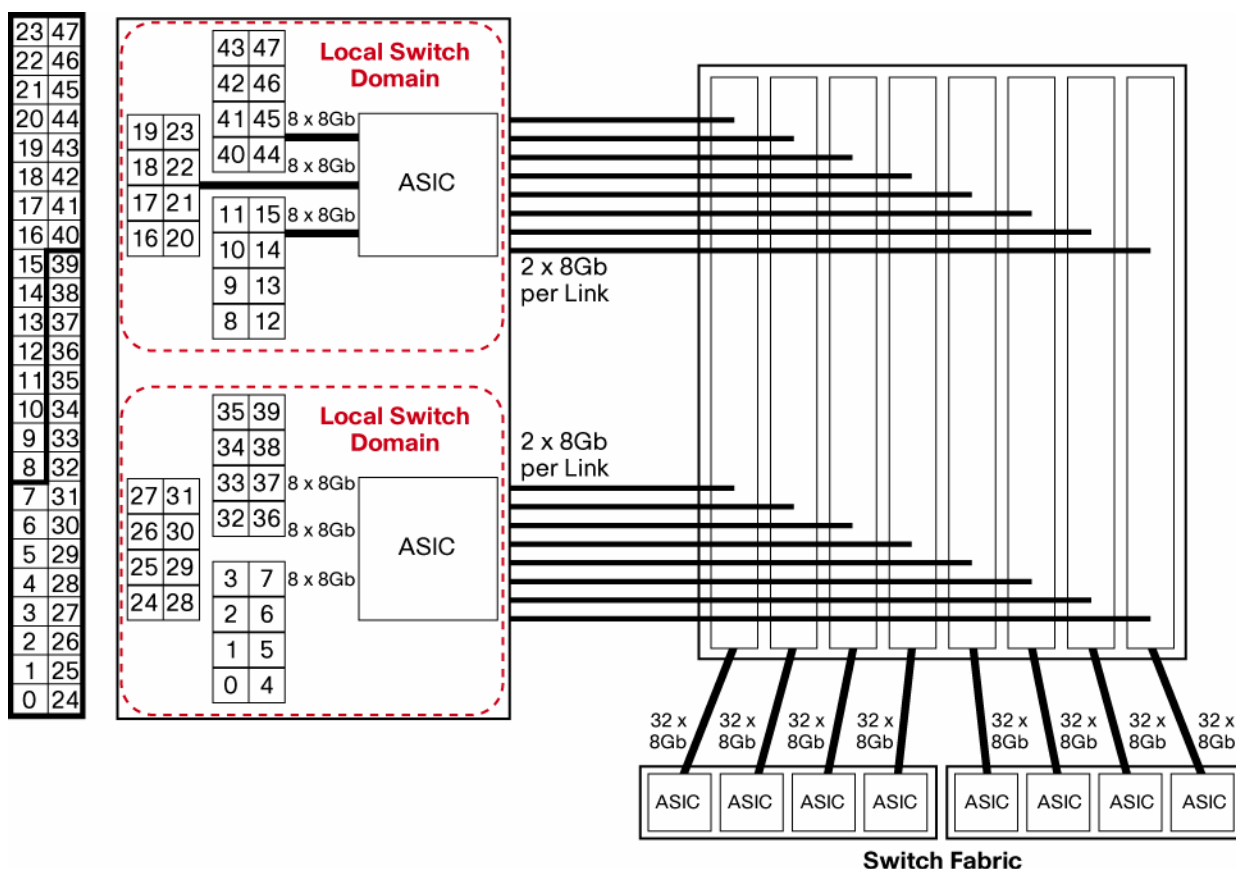 23 47
22 46
21 45
20 44
19 43
18 42
17 41
16 40
15 39
14 38
13 37
12 36
11 35
10 34
9 33
8 32
7 31
6 30
5 29
4 28
3 27
2 26
1 25
0 24
Local Switch
Domain
43 47
42 46
41 45
40 44
19 23
18 22
17 21
16 20
11 15
10 14
9 13
8 12
8 x 8Gb
8 x 8Gb
8 x 8Gb
ASIC
2 x 8Gb
per Link
Local Switch
Domain
35 39
34 38
33 37
32 36
27 31
26 30
25 29
24 28
3 7
2 6
1 5
0 4
8 x 8Gb
8 x 8Gb
8 x 8Gb
ASIC
2 x 8Gb
per Link
32 x
8Gb
32 x
8Gb
32 x
8Gb
32 x
8Gb
32 x
8Gb
32 x
8Gb
32 x
8Gb
32 x
8Gb
ASIC ASIC ASIC ASIC ASIC ASIC ASIC ASIC
Switch Fabric